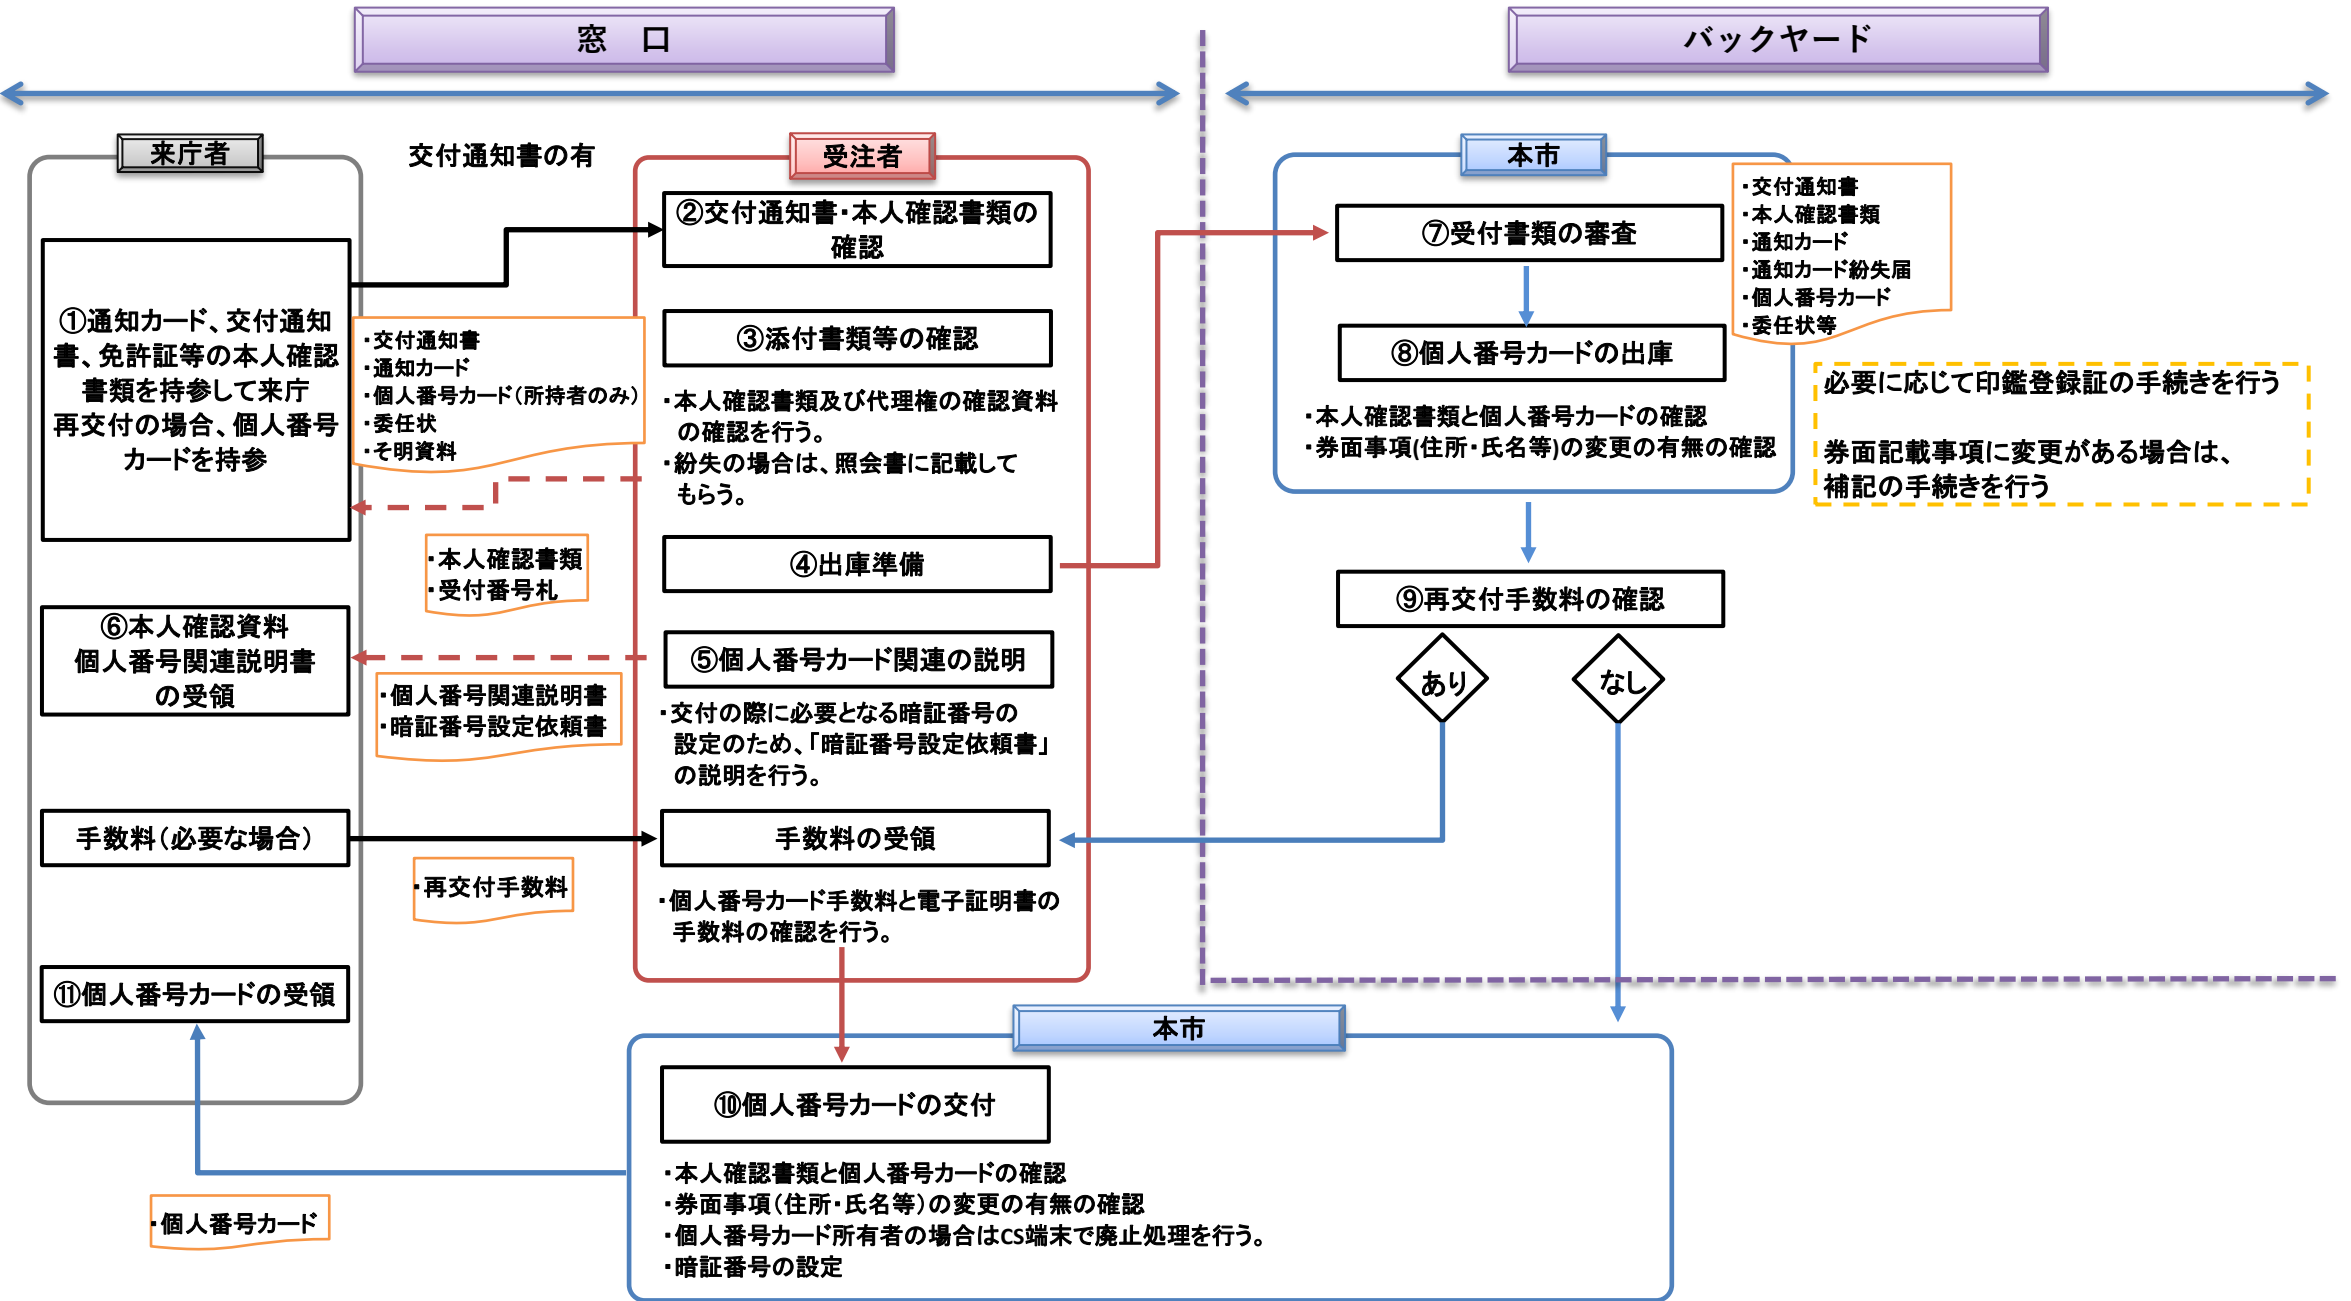 窓　口
バックヤード
来庁者
交付通知書の有
受注者
本市
①通知カード、交付通知
書、免許証等の本人確認
書類を持参して来庁
再交付の場合、個人番号
カードを持参
・交付通知書
・通知カード
・個人番号カード（所持者のみ）
・委任状
・そ明資料
②交付通知書・本人確認書類の
確認
③添付書類等の確認
・本人確認書類及び代理権の確認資料
の確認を行う。
・紛失の場合は、照会書に記載して
もらう。
・本人確認書類
・受付番号札
④出庫準備
⑥本人確認資料
個人番号関連説明書
の受領
・個人番号関連説明書
・暗証番号設定依頼書
⑤個人番号カード関連の説明
・交付の際に必要となる暗証番号の
設定のため、「暗証番号設定依頼書」
の説明を行う。
手数料（必要な場合）
・再交付手数料
手数料の受領
・個人番号カード手数料と電子証明書の
手数料の確認を行う。
⑪個人番号カードの受領
⑦受付書類の審査
・交付通知書
・本人確認書類
・通知カード
・通知カード紛失届
・個人番号カード
・委任状等
⑧個人番号カードの出庫
・本人確認書類と個人番号カードの確認
・券面事項(住所・氏名等)の変更の有無の確認
必要に応じて印鑑登録証の手続きを行う
券面記載事項に変更がある場合は、
補記の手続きを行う
⑨再交付手数料の確認
あり
なし
本市
⑩個人番号カードの交付
・本人確認書類と個人番号カードの確認
・券面事項（住所・氏名等）の変更の有無の確認
・個人番号カード所有者の場合はCS端末で廃止処理を行う。
・暗証番号の設定
・個人番号カード